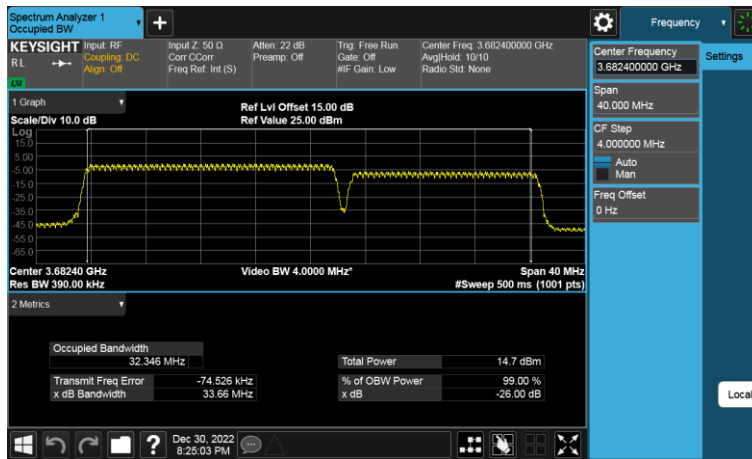 Spectrum Analyzer 1
Occupied BW
Frequency
KEYSIGHT
RL
LXI
Input: RF
Coupling: DC
Align: Off
Input Z: 50 Ω
Corr CCorr
Freq Ref: Int (S)
Atten: 22 dB
Preamp: Off
Trig: Free Run
Gate: Off
#IF Gain: Low
Center Freq: 3.682400000 GHz
Avg|Hold: 10/10
Radio Std: None
Center Frequency
3.682400000 GHz
Settings
Span
40.000 MHz
CF Step
4.000000 MHz
Auto
Man
Freq Offset
0 Hz
Local
1 Graph
Scale/Div 10.0 dB
Ref Lvl Offset 15.00 dB
Ref Value 25.00 dBm
Log
15.0
5.00
-5.00
-15.0
-25.0
-35.0
-45.0
-55.0
-65.0
Center 3.68240 GHz
Res BW 390.00 kHz
Video BW 4.0000 MHz*
Span 40 MHz
#Sweep 500 ms (1001 pts)
2 Metrics
Occupied Bandwidth
32.346 MHz
Total Power 14.7 dBm
Transmit Freq Error -74.526 kHz
% of OBW Power 99.00 %
x dB Bandwidth 33.66 MHz
x dB -26.00 dB
?
Dec 30, 2022
8:25:03 PM